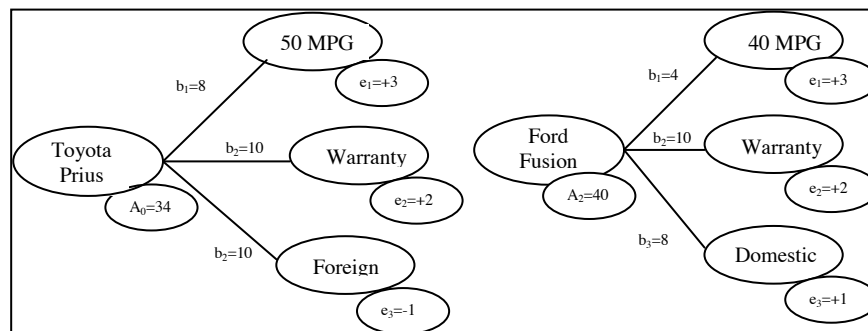 50 MPG
e₁=+3
b₁=8
Toyota
Prius
A₀=34
b₂=10
Warranty
e₂=+2
b₂=10
Foreign
e₃=-1
40 MPG
e₁=+3
b₁=4
Ford
Fusion
A₂=40
b₂=10
Warranty
e₂=+2
b₃=8
Domestic
e₃=+1